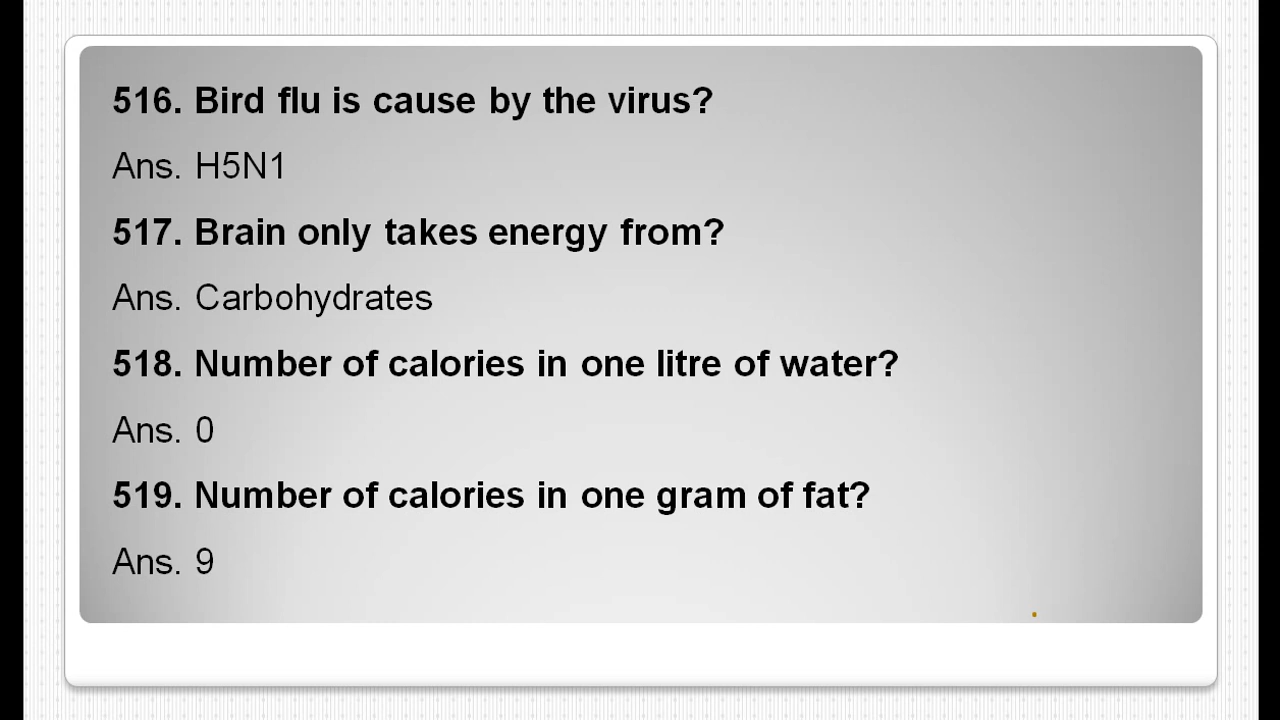 516. Bird flu is cause by the virus?
Ans. H5N1
517. Brain only takes energy from?
Ans. Carbohydrates
518. Number of calories in one litre of water?
Ans. 0
519. Number of calories in one gram of fat?
Ans. 9